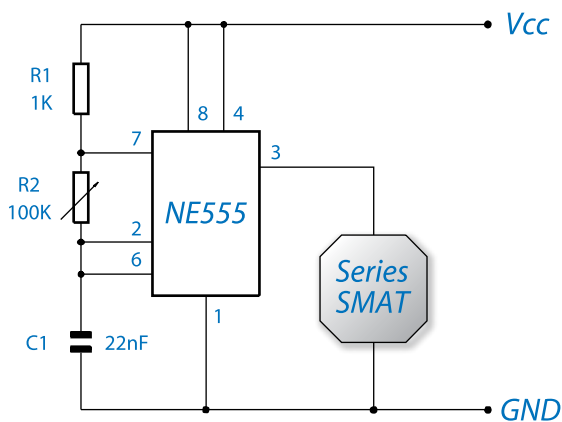 Vcc
R1
1K
8
4
7
3
R2
100K
NE555
2
6
Series
SMAT
1
C1
22nF
GND